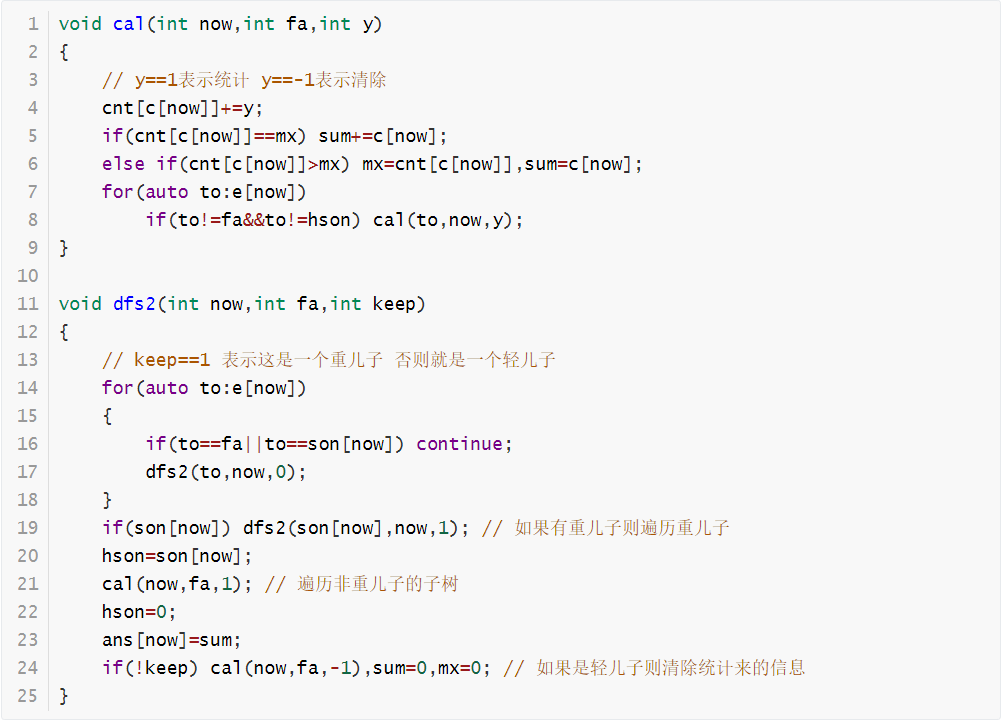 1 void cal(int now,int fa,int y)
2 {
3     // y==1表示统计 y==-1表示清除
4     cnt[c[now]]+=y;
5     if(cnt[c[now]]==mx) sum+=c[now];
6     else if(cnt[c[now]]>mx) mx=cnt[c[now]],sum=c[now];
7     for(auto to:e[now])
8         if(to!=fa&&to!=hson) cal(to,now,y);
9 }
10
11 void dfs2(int now,int fa,int keep)
12 {
13     // keep==1 表示这是一个重儿子 否则就是一个轻儿子
14     for(auto to:e[now])
15     {
16         if(to==fa||to==son[now]) continue;
17         dfs2(to,now,0);
18     }
19     if(son[now]) dfs2(son[now],now,1); // 如果有重儿子则遍历重儿子
20     hson=son[now];
21     cal(now,fa,1); // 遍历非重儿子的子树
22     hson=0;
23     ans[now]=sum;
24     if(!keep) cal(now,fa,-1),sum=0,mx=0; // 如果是轻儿子则清除统计来的信息
25 }